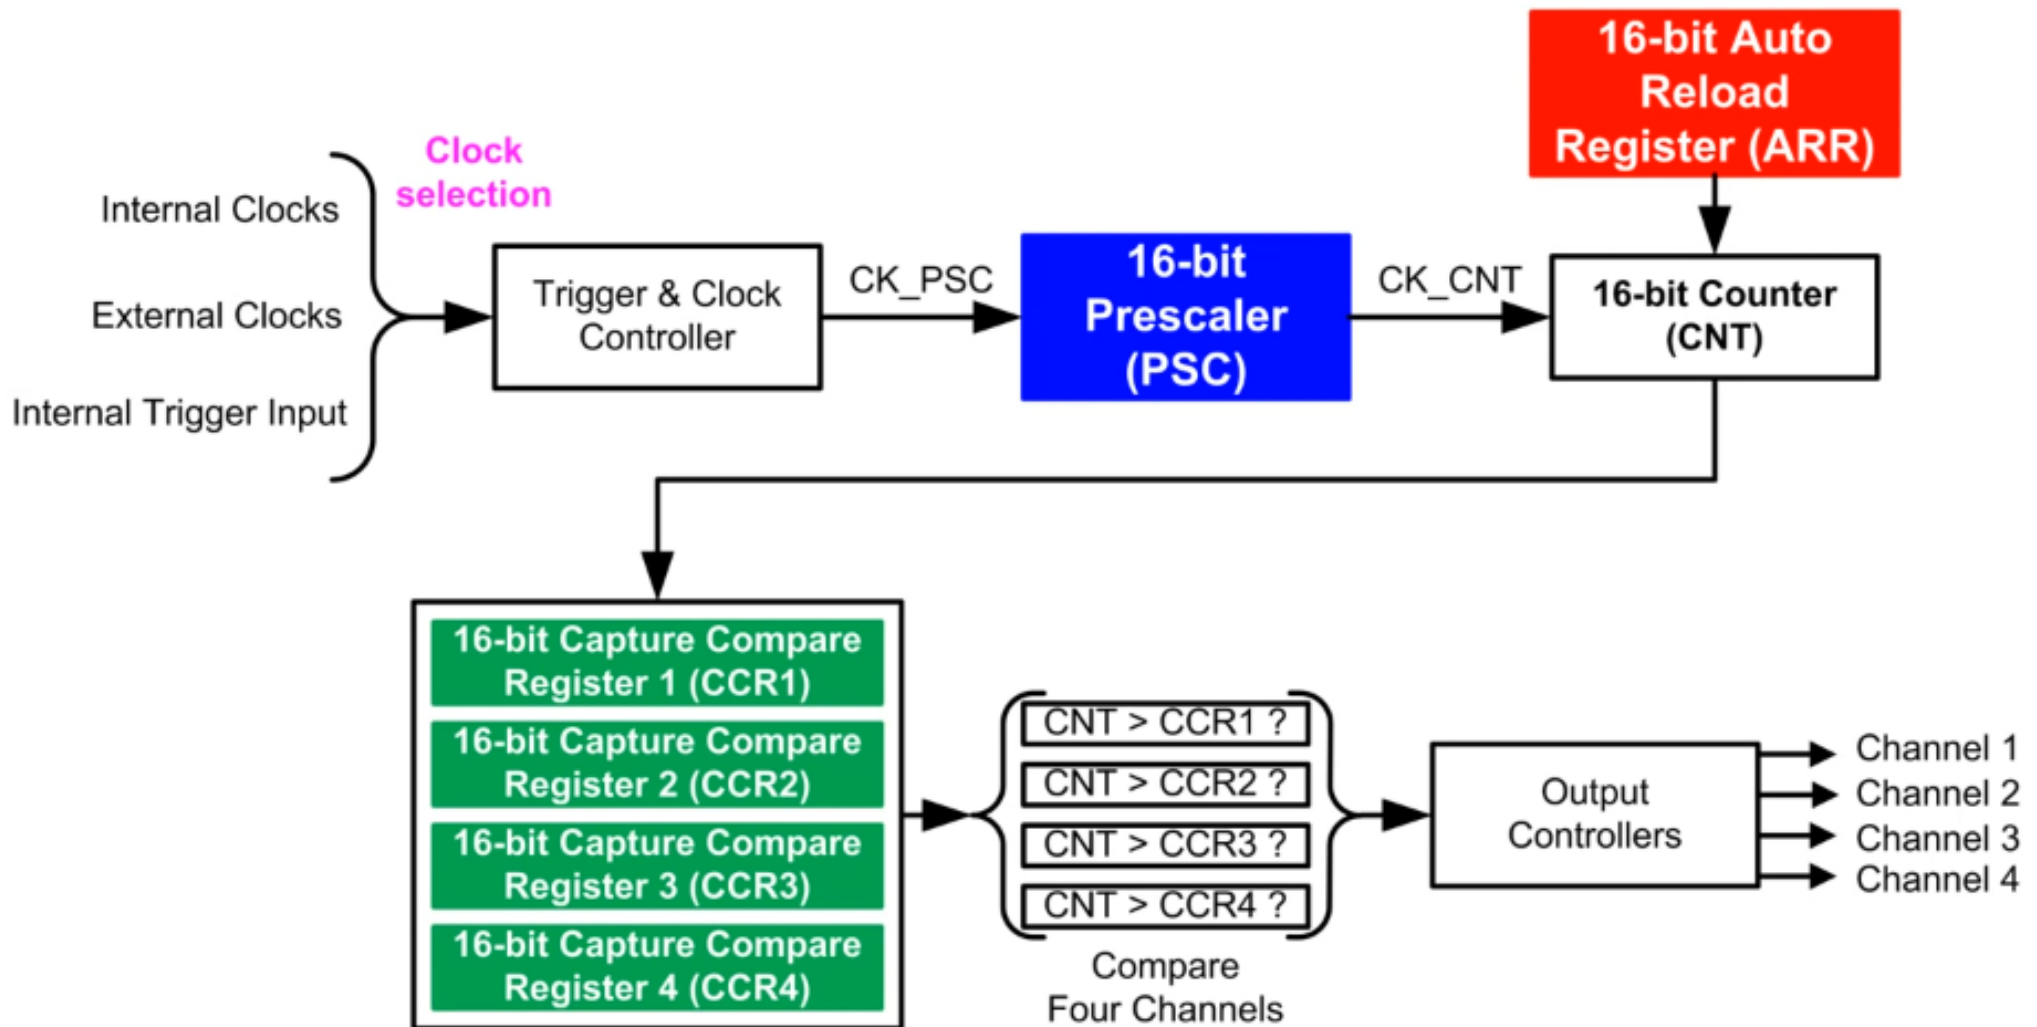 16-bit Auto
Reload
Register (ARR)
Clock
selection
Internal Clocks
External Clocks
Internal Trigger Input
Trigger & Clock
Controller
CK_PSC
16-bit
Prescaler
(PSC)
CK_CNT
16-bit Counter
(CNT)
16-bit Capture Compare
Register 1 (CCR1)
16-bit Capture Compare
Register 2 (CCR2)
16-bit Capture Compare
Register 3 (CCR3)
16-bit Capture Compare
Register 4 (CCR4)
CNT > CCR1 ?
CNT > CCR2 ?
CNT > CCR3 ?
CNT > CCR4 ?
Compare
Four Channels
Output
Controllers
Channel 1
Channel 2
Channel 3
Channel 4